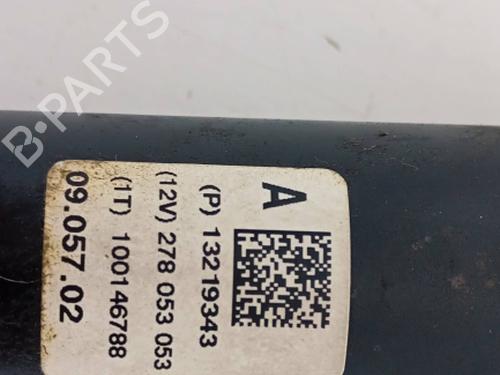 A
(P) 13219343
(12V) 278 053 053
(1T) 100146788
09.057.02
B-PARTS